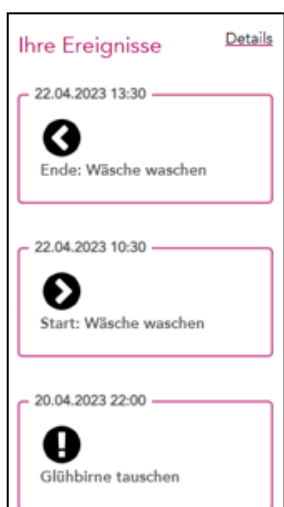 Ihre Ereignisse Details
22.04.2023 13:30
Ende: Wäsche waschen
22.04.2023 10:30
Start: Wäsche waschen
20.04.2023 22:00
Glühbirne tauschen